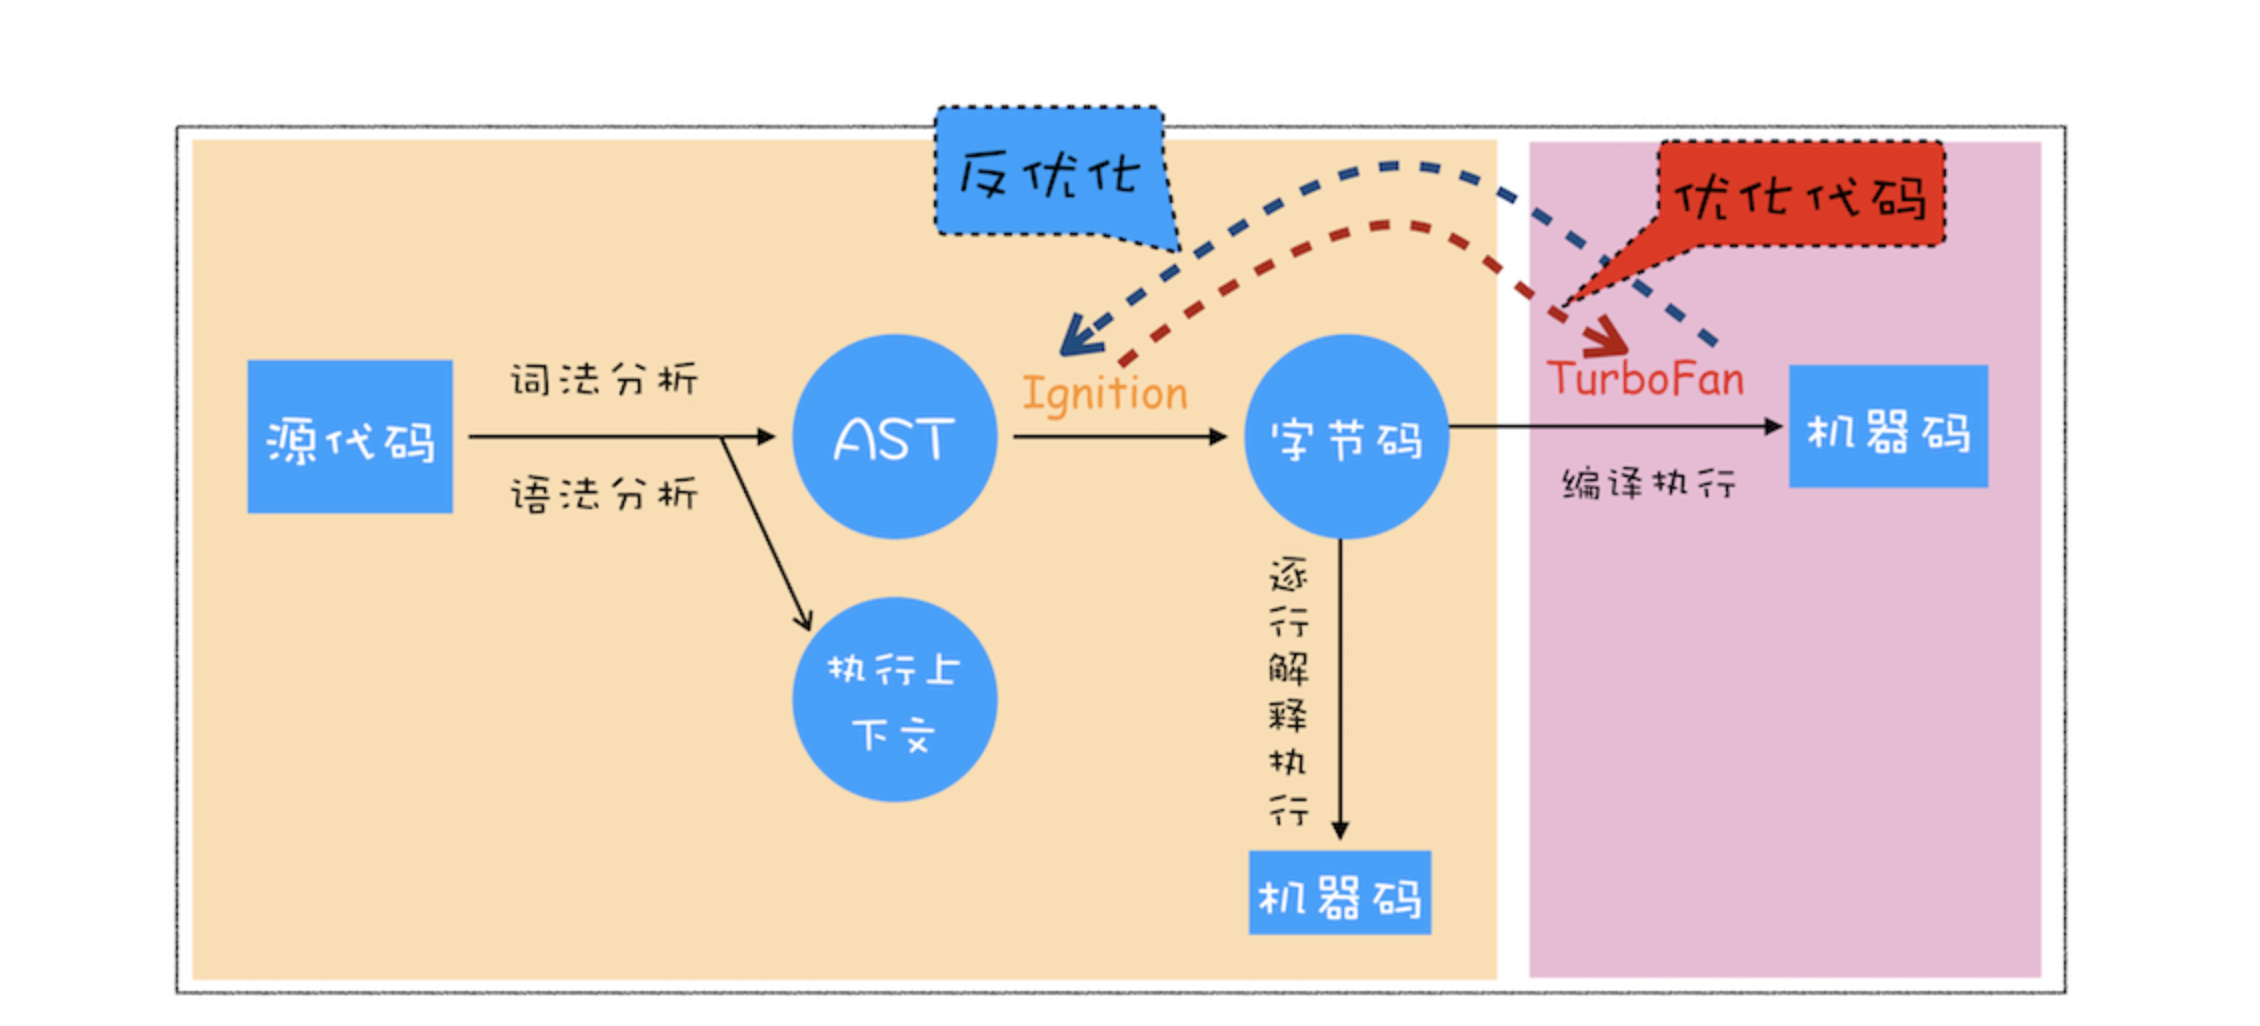 反优化
优化代码
源代码
词法分析
语法分析
AST
Ignition
字节码
TurboFan
编译执行
机器码
执行上
下文
逐
行
解
释
执
行
机器码